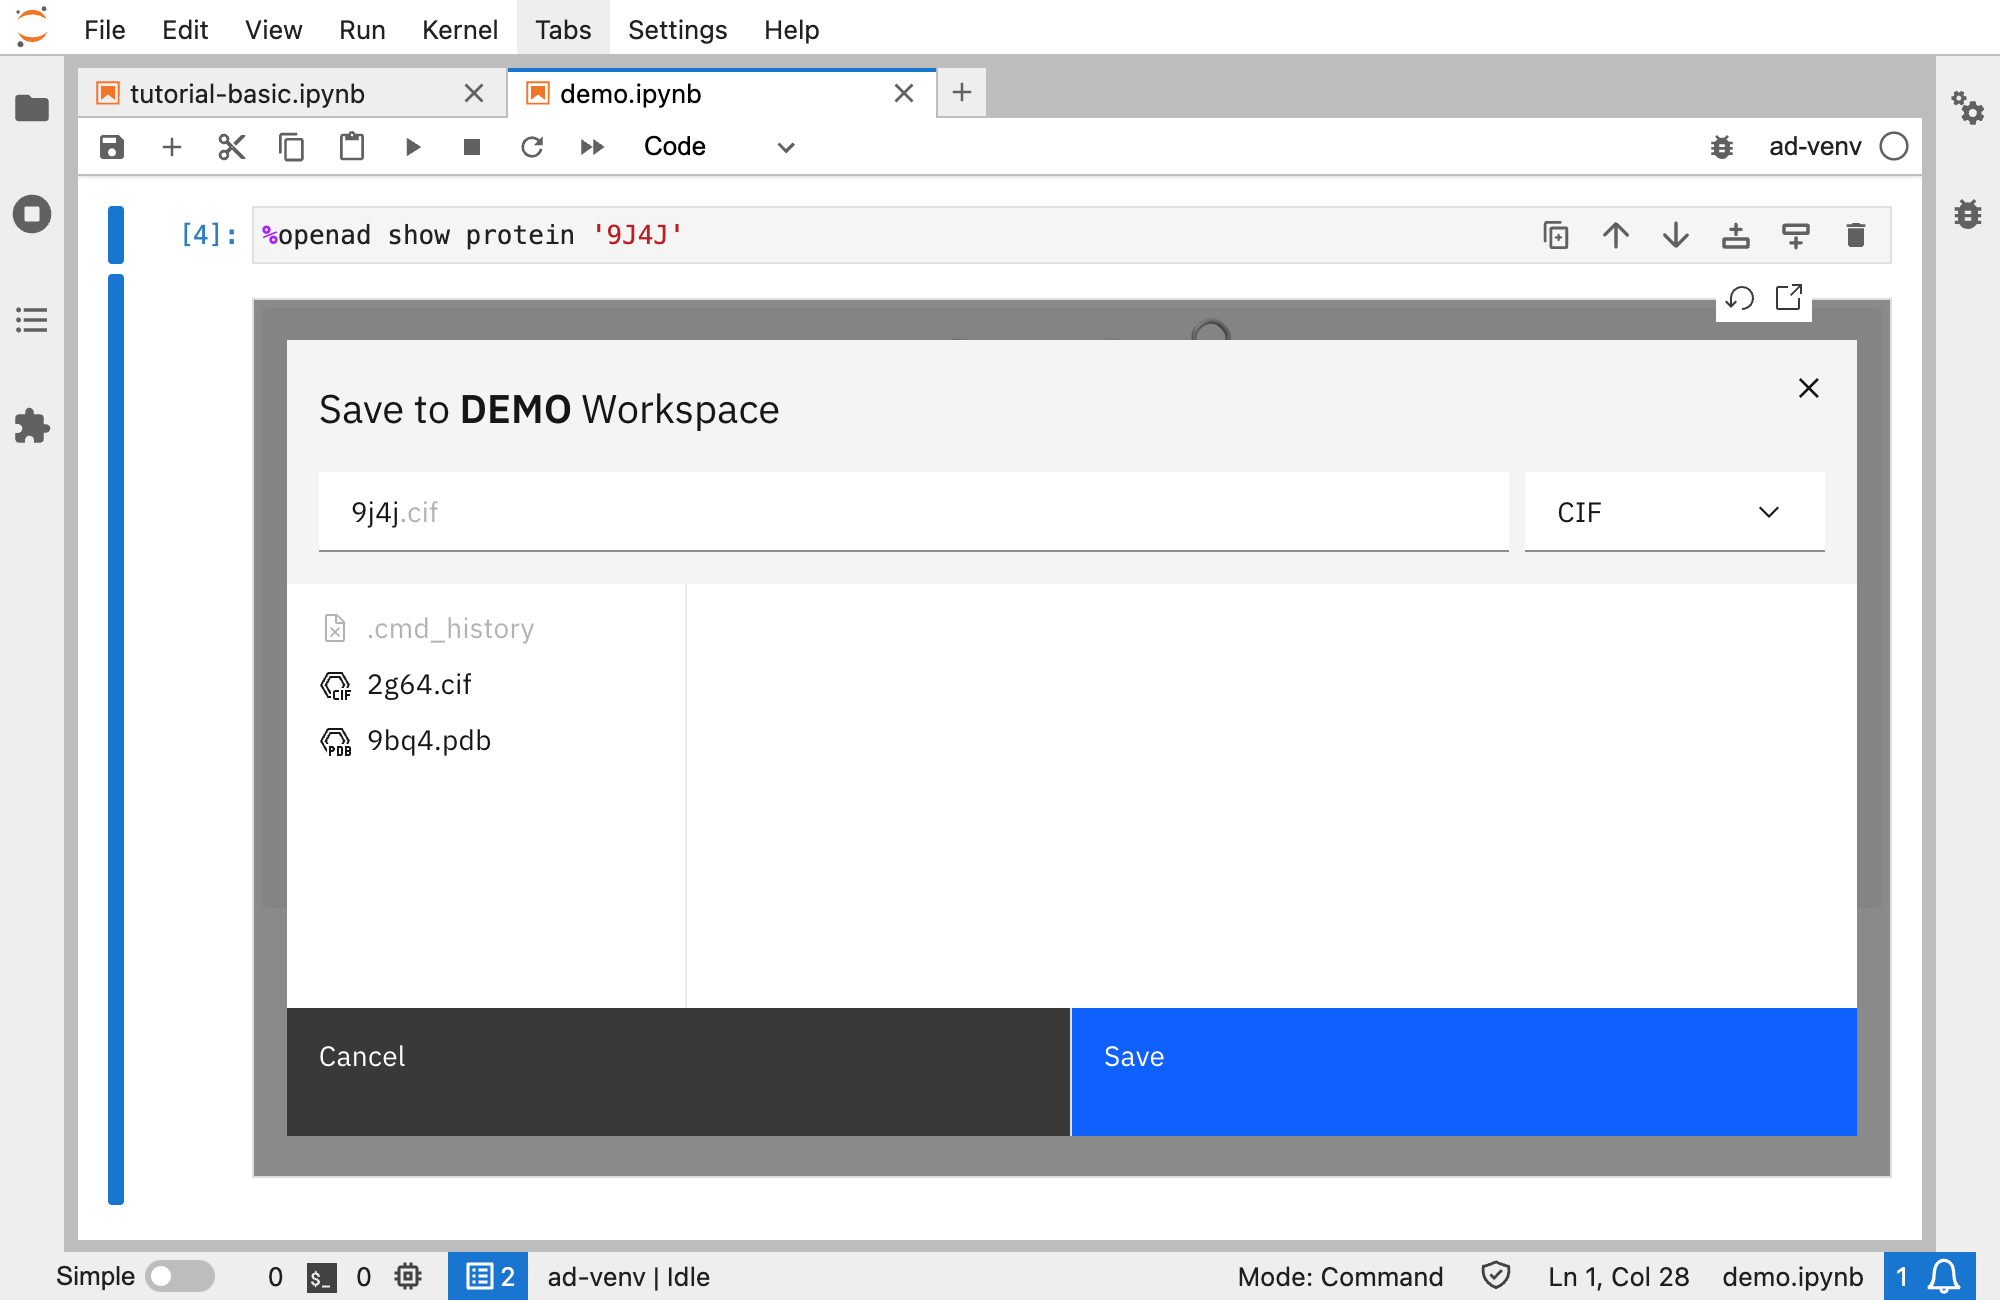 File Edit View Run Kernel Tabs Settings Help
tutorial-basic.ipynb demo.ipynb
Code ad-venv
[4]: %openad show protein '9J4J'
Save to DEMO Workspace
9j4j.cif CIF
.cmd_history
CIF 2g64.cif
PDB 9bq4.pdb
Cancel Save
Simple 0 $_ 0 2 ad-venv | Idle Mode: Command Ln 1, Col 28 demo.ipynb 1